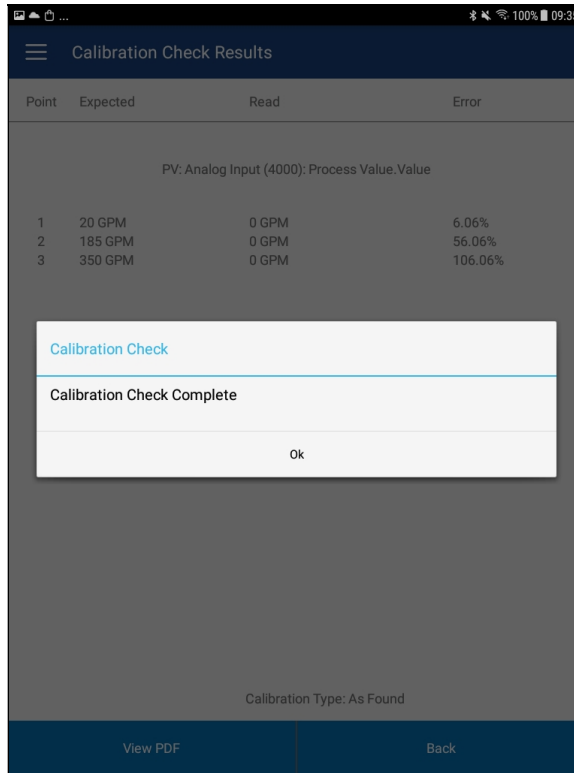 ... 100% 09:35
Calibration Check Results
Point Expected Read Error
PV: Analog Input (4000): Process Value.Value
1 20 GPM 0 GPM 6.06%
2 185 GPM 0 GPM 56.06%
3 350 GPM 0 GPM 106.06%
Calibration Check
Calibration Check Complete
Ok
Calibration Type: As Found
View PDF Back